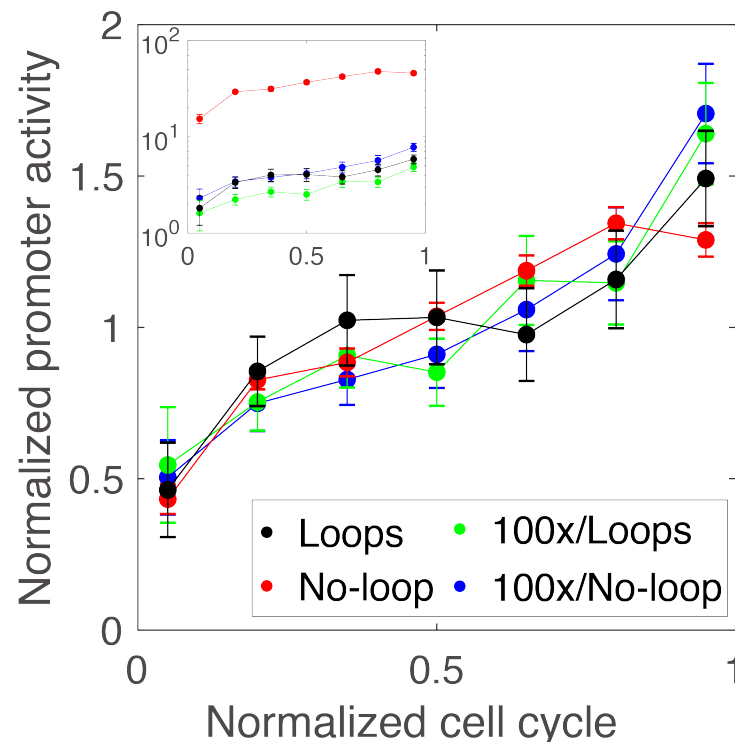 Normalized promoter activity
2
1.5
1
0.5
0
10^2
10^1
10^0
0
0.5
1
Loops
100x/Loops
No-loop
100x/No-loop
0
0.5
1
Normalized cell cycle